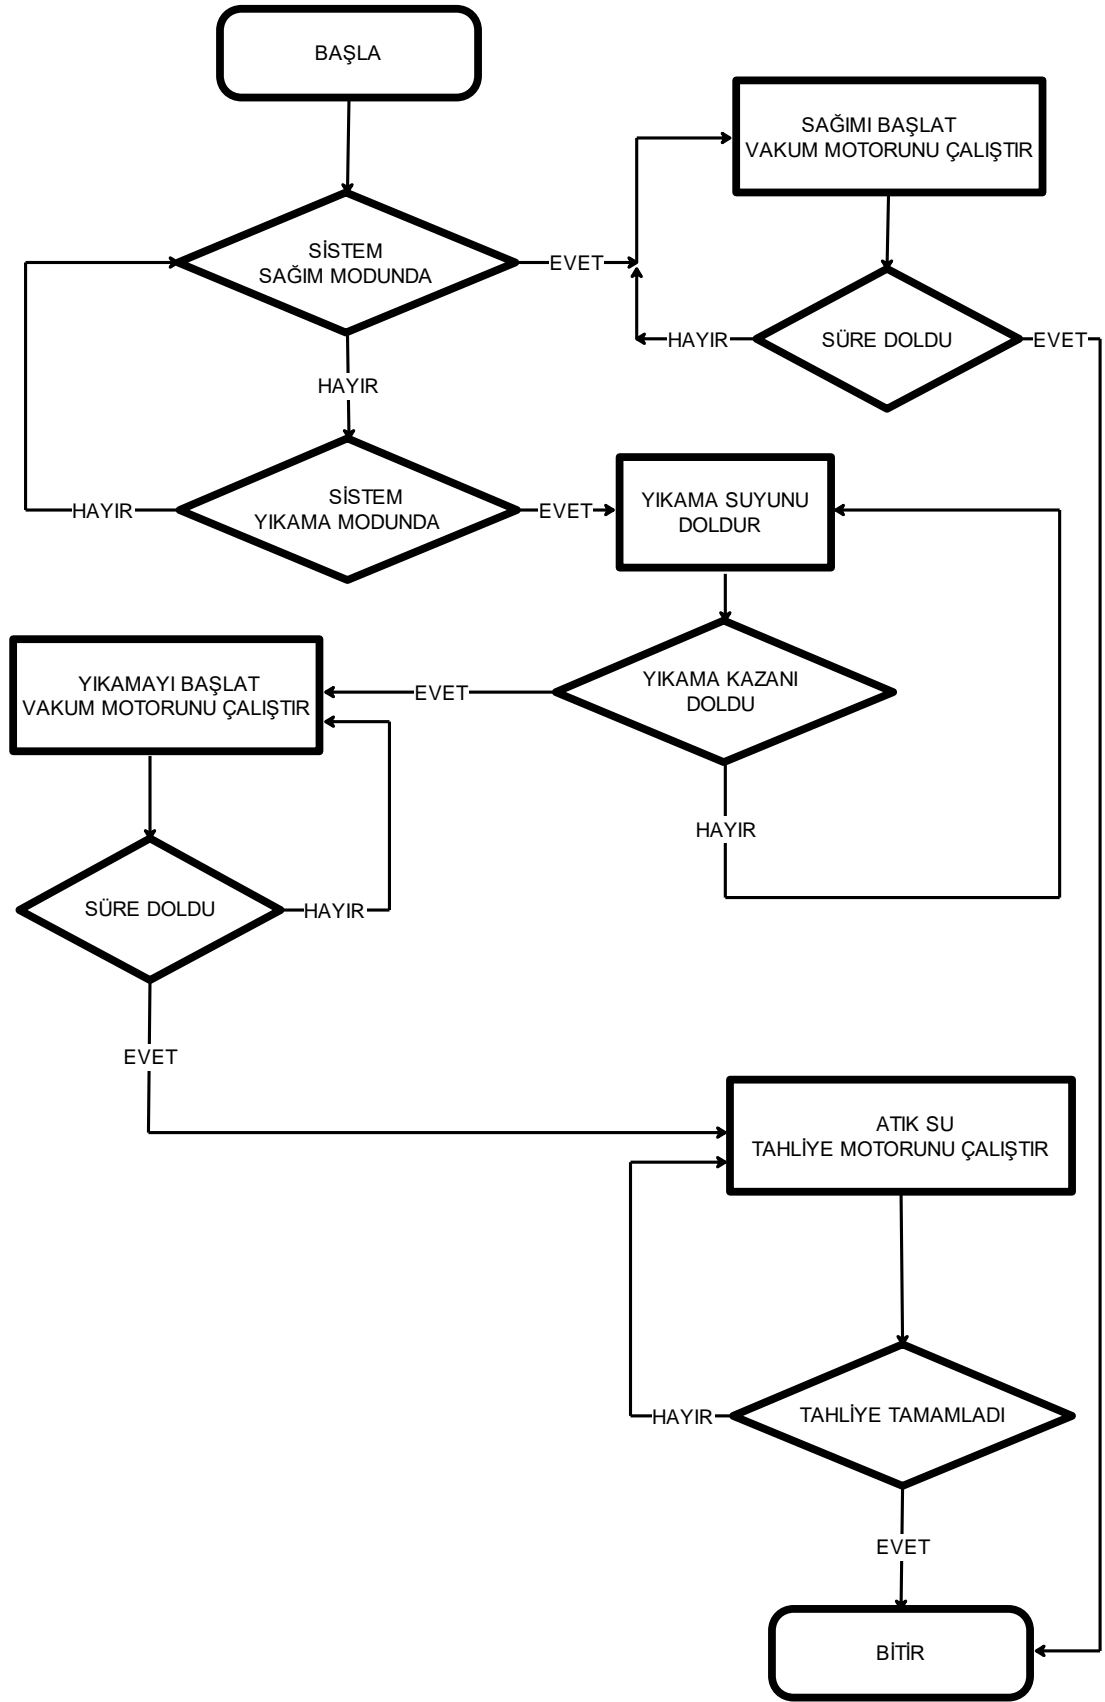 BAŞLA
SAĞIMI BAŞLAT
VAKUM MOTORUNU ÇALIŞTIR
SİSTEM
SAĞIM MODUNDA
EVET
HAYIR
SÜRE DOLDU
EVET
HAYIR
SİSTEM
YIKAMA MODUNDA
HAYIR
EVET
YIKAMA SUYUNU
DOLDUR
YIKAMA KAZANI
DOLDU
EVET
HAYIR
YIKAMAYI BAŞLAT
VAKUM MOTORUNU ÇALIŞTIR
SÜRE DOLDU
HAYIR
EVET
ATIK SU
TAHLİYE MOTORUNU ÇALIŞTIR
TAHLİYE TAMAMLADI
HAYIR
EVET
BİTİR